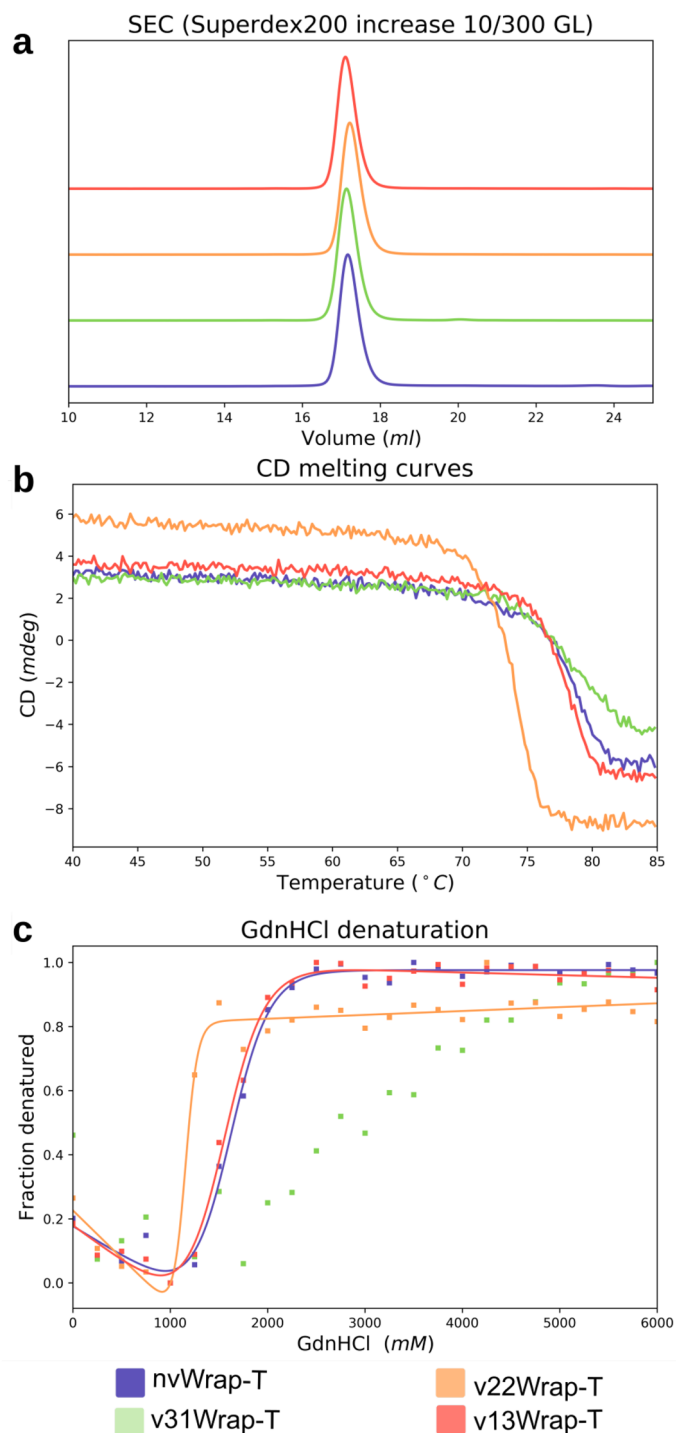 a
SEC (Superdex200 increase 10/300 GL)
10 12 14 16 18 20 22 24
Volume (ml)
b
CD melting curves
6
4
2
0
−2
−4
−6
−8
CD (mdeg)
40 45 50 55 60 65 70 75 80 85
Temperature (°C)
c
GdnHCl denaturation
1.0
0.8
0.6
0.4
0.2
0.0
Fraction denatured
0 1000 2000 3000 4000 5000 6000
GdnHCl (mM)
nvWrap-T v22Wrap-T
v31Wrap-T v13Wrap-T